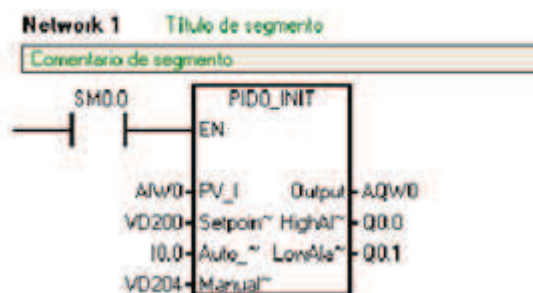 Network 1 Título de segmento
Comentario de segmento
SM0.0 PID0_INIT
EN
AIW0 PV_I Output AQW0
VD200 Setpoin~ HighAl~ Q0.0
I0.0 Auto_~ LowAla~ Q0.1
VD204 Manual~